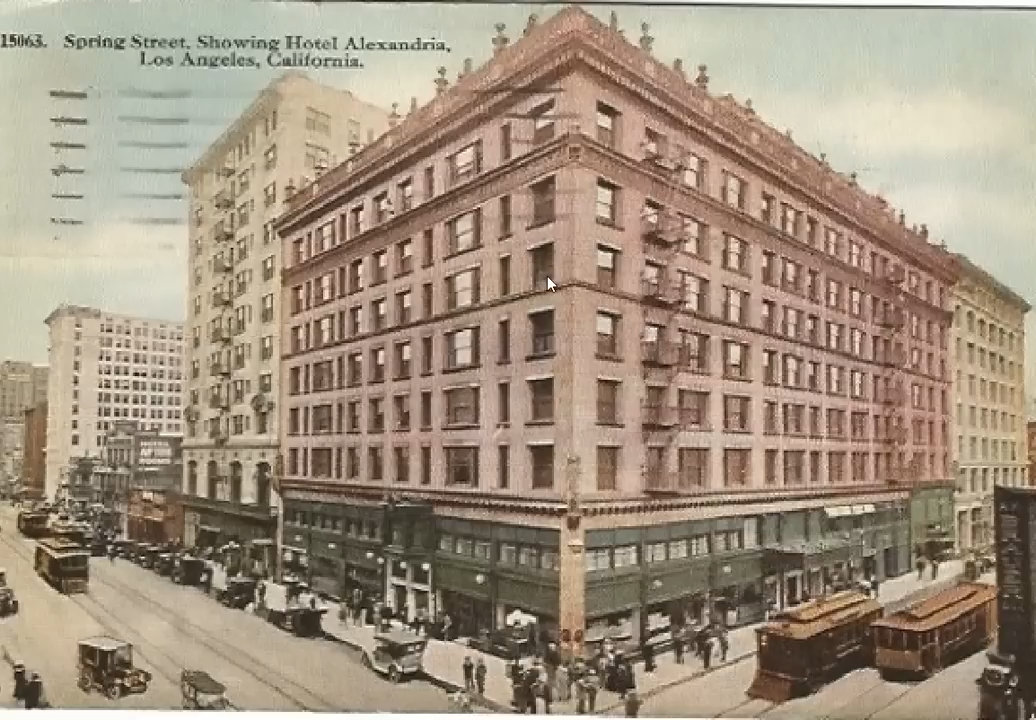 15063. Spring Street, Showing Hotel Alexandria,
Los Angeles, California.